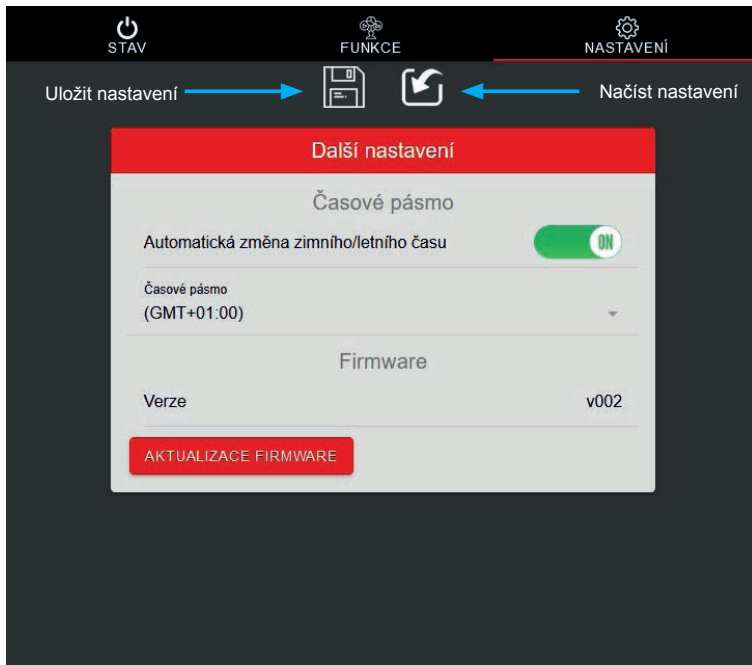 STAV
FUNKCE
NASTAVENÍ
Uložit nastavení
Načíst nastavení
Další nastavení
Časové pásmo
Automatická změna zimního/letního času
ON
Časové pásmo
(GMT+01:00)
Firmware
Verze
v002
AKTUALIZACE FIRMWARE